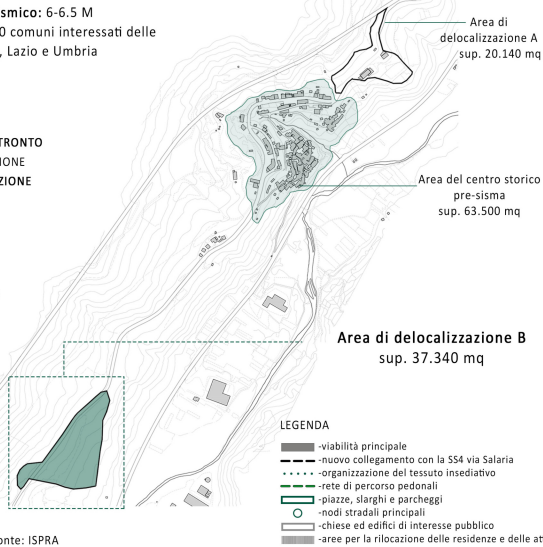 smico: 6-6.5 M
0 comuni interessati delle
, Lazio e Umbria
TRONTO
IONE
ZIONE
Area di
delocalizzazione A
sup. 20.140 mq
Area del centro storico
pre-sisma
sup. 63.500 mq
Area di delocalizzazione B
sup. 37.340 mq
LEGENDA
-viabilità principale
-nuovo collegamento con la SS4 via Salaria
-organizzazione del tessuto insediativo
-rete di percorso pedonali
-piazze, slarghi e parcheggi
-nodi stradali principali
-chiese ed edifici di interesse pubblico
-aree per la rilocazione delle residenze e delle at
onte: ISPRA